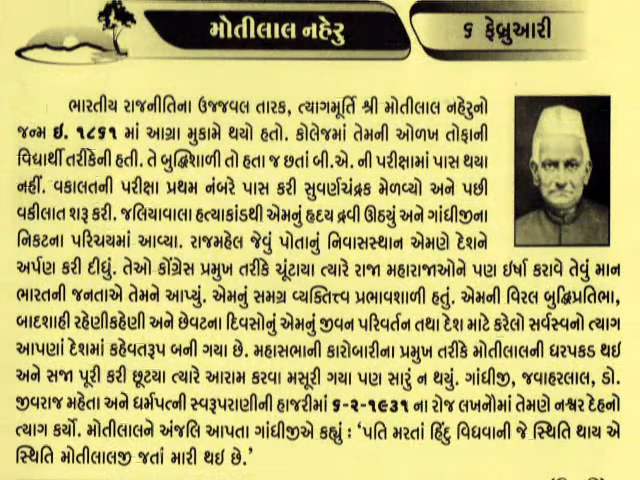 મોતીલાલ નહેરુ
૬ ફેબ્રુઆરી
ભારતીય રાજનીતિના ઉજ્જવલ તારક, ત્યાગમૂર્તિ શ્રી મોતીલાલ નહેરુનો
જન્મ ઇ. ૧૮૬૧ માં આગ્રા મુકામે થયો હતો. કોલેજમાં તેમની ઓળખ તોફાની
વિદ્યાર્થી તરીકેની હતી. તે બુદ્ધિશાળી તો હતા જ છતાં બી.એ. ની પરીક્ષામાં પાસ થયા
નહીં. વકાલતની પરીક્ષા પ્રથમ નંબરે પાસ કરી સુવર્ણચંદ્રક મેળવ્યો અને પછી
વકીલાત શરૂ કરી. જલિયાવાલા હત્યાકાંડથી એમનું હૃદય દ્રવી ઊઠયું અને ગાંધીજીના
નિકટના પરિચયમાં આવ્યા. રાજમહેલ જેવું પોતાનું નિવાસસ્થાન એમણે દેશને
અર્પણ કરી દીધું. તેઓ કોંગ્રેસ પ્રમુખ તરીકે ચૂંટાયા ત્યારે રાજા મહારાજાઓને પણ ઇર્ષા કરાવે તેવું માન
ભારતની જનતાએ તેમને આપ્યું. એમનું સમગ્ર વ્યક્તિત્વ પ્રભાવશાળી હતું. એમની વિરલ બુદ્ધિપ્રતિભા,
બાદશાહી રહેણીકહેણી અને છેવટના દિવસોનું એમનું જીવન પરિવર્તન તથા દેશ માટે કરેલો સર્વસ્વનો ત્યાગ
આપણાં દેશમાં કહેવતરૂપ બની ગયા છે. મહાસભાની કારોબારીના પ્રમુખ તરીકે મોતીલાલની ધરપકડ થઈ
અને સજા પૂરી કરી છૂટયા ત્યારે આરામ કરવા મસૂરી ગયા પણ સારું ન થયું. ગાંધીજી, જવાહરલાલ, ડો.
જીવરાજ મહેતા અને ધર્મપત્ની સ્વરૂપરાણીની હાજરીમાં ૬-૨-૧૯૩૧ ના રોજ લખનૌમાં તેમણે નશ્વર દેહનો
ત્યાગ કર્યો. મોતીલાલને અંજલિ આપતા ગાંધીજીએ કહ્યું : ‘પતિ મરતાં હિંદુ વિધવાની જે સ્થિતિ થાય એ
સ્થિતિ મોતીલાલજી જતાં મારી થઇ છે.’